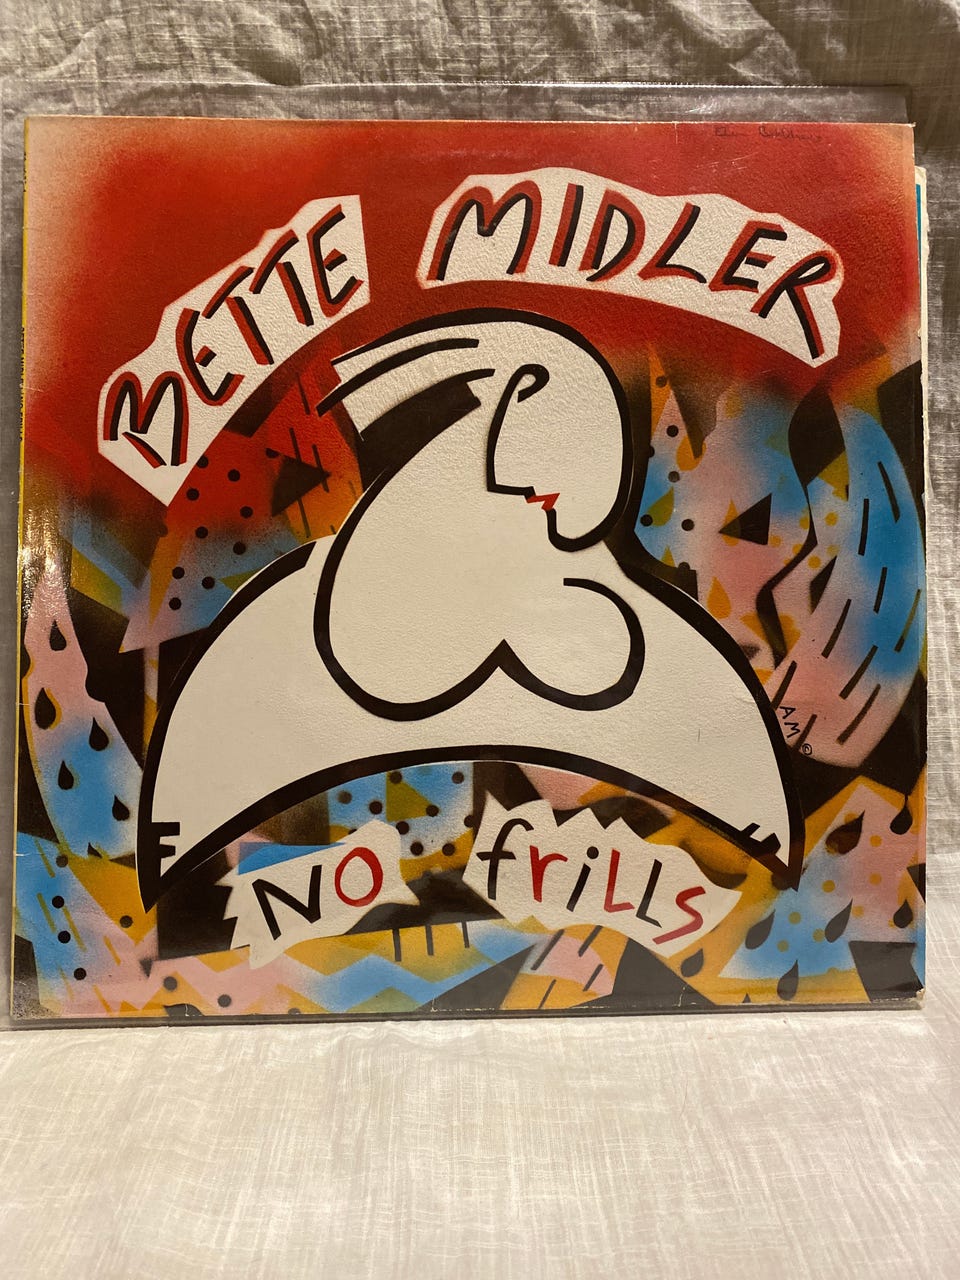 BETTE MIDLER
AM ©
NO frills